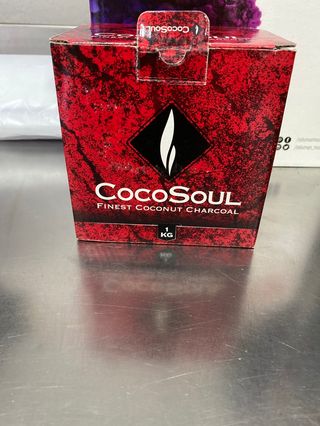 COCOSOUL
COCOSOUL
FINEST COCONUT CHARCOAL
1
KG